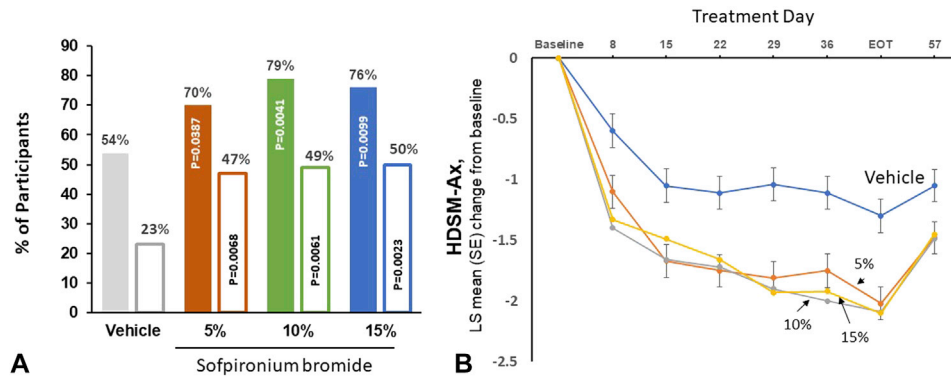 % of Participants
90
80
70
60
50
40
30
20
10
0
54%
23%
70%
P=0.0387
47%
P=0.0068
79%
P=0.0041
49%
P=0.0061
76%
P=0.0099
50%
P=0.0023
Vehicle 5% 10% 15%
Sofpironium bromide
A
Treatment Day
Baseline 8 15 22 29 36 EOT 57
HDSM-Ax,
LS mean (SE) change from baseline
0
-0.5
-1
-1.5
-2
-2.5
Vehicle
5%
10%
15%
B